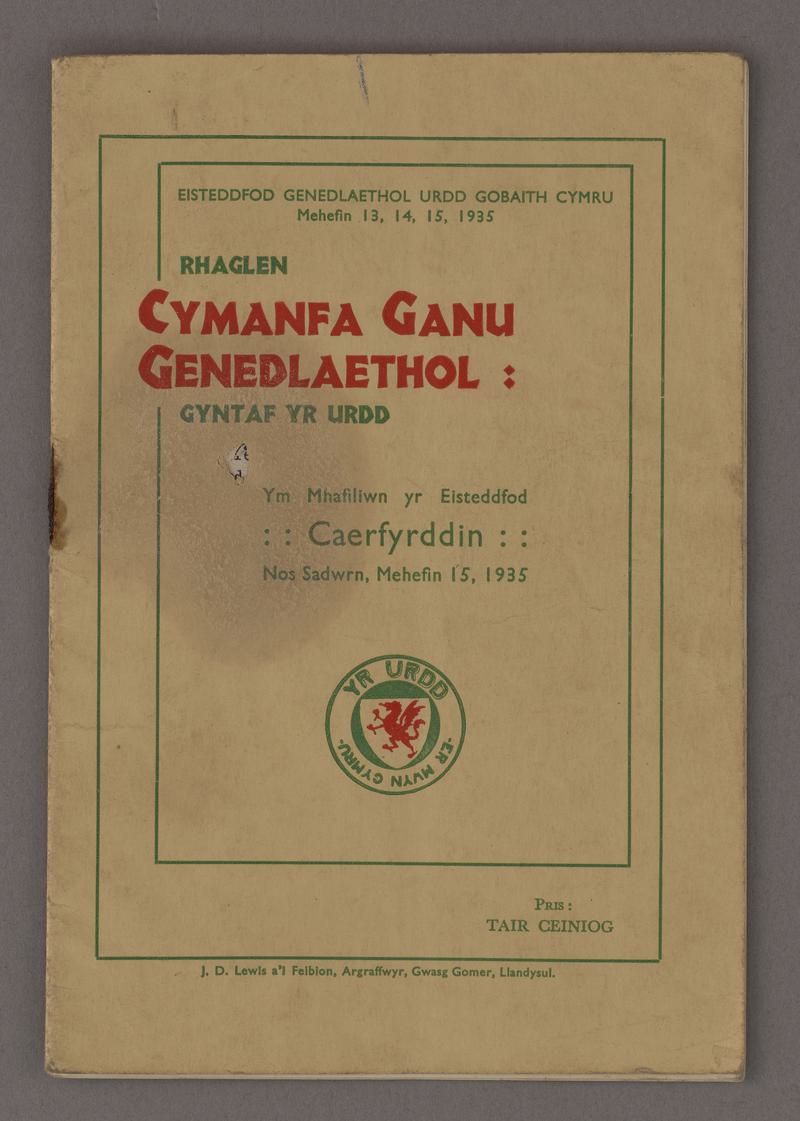 EISTEDDFOD GENEDLAETHOL URDD GOBAITH CYMRU
Mehefin 13, 14, 15, 1935
RHAGLEN
CYMANFA GANU
GENEDLAETHOL :
GYNTAF YR URDD
Ym Mhafiliwn yr Eisteddfod
: : Caerfyrddin : :
Nos Sadwrn, Mehefin 15, 1935
YR URDD
·ER MWYN CYMRU·
PRIS :
TAIR CEINIOG
J. D. Lewis a'i Feibion, Argraffwyr, Gwasg Gomer, Llandysul.